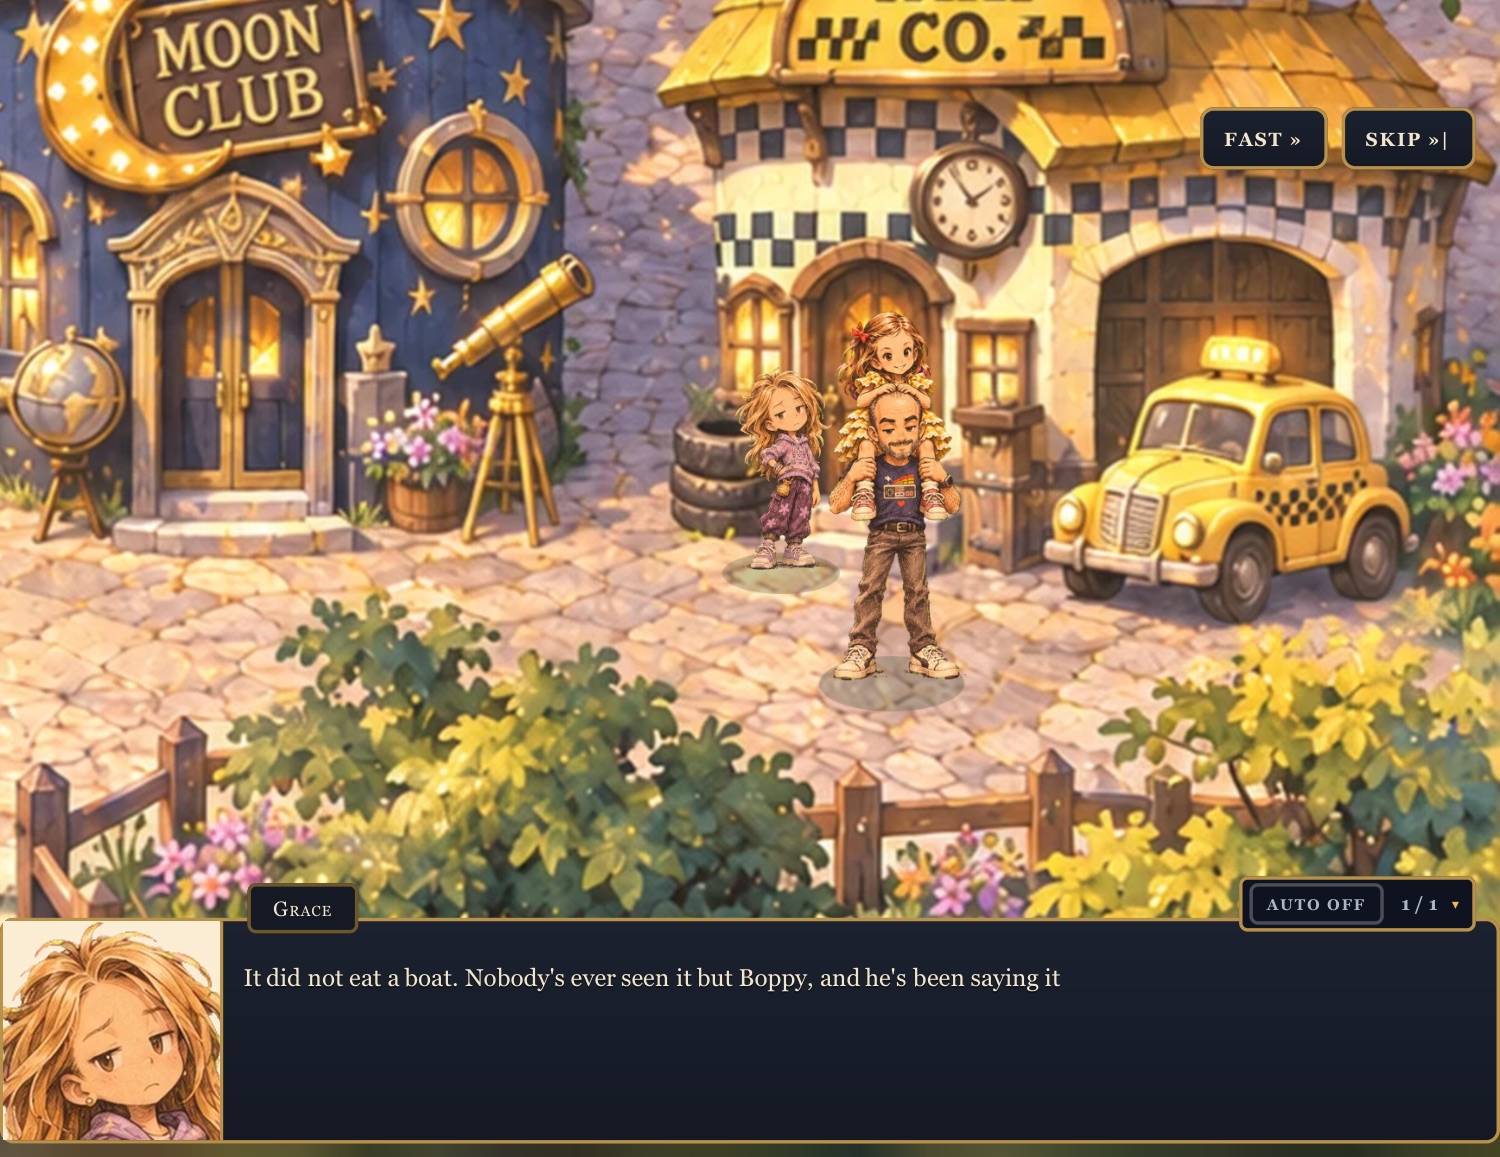 MOON
CLUB
CO.
FAST »
SKIP »|
Grace
AUTO OFF
1 / 1
It did not eat a boat. Nobody's ever seen it but Boppy, and he's been saying it